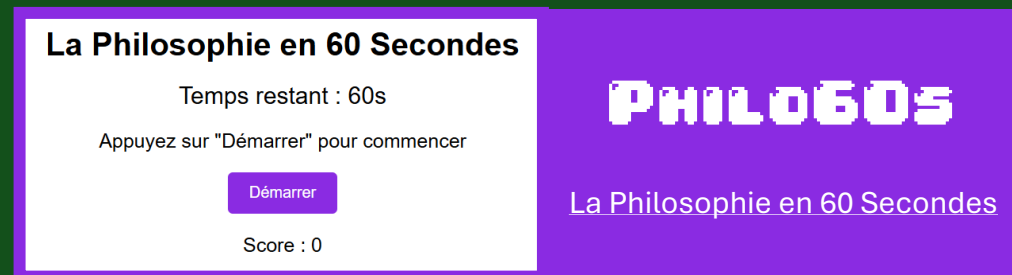 La Philosophie en 60 Secondes
Temps restant : 60s
Appuyez sur "Démarrer" pour commencer
Démarrer
Score : 0
Philo60s
La Philosophie en 60 Secondes